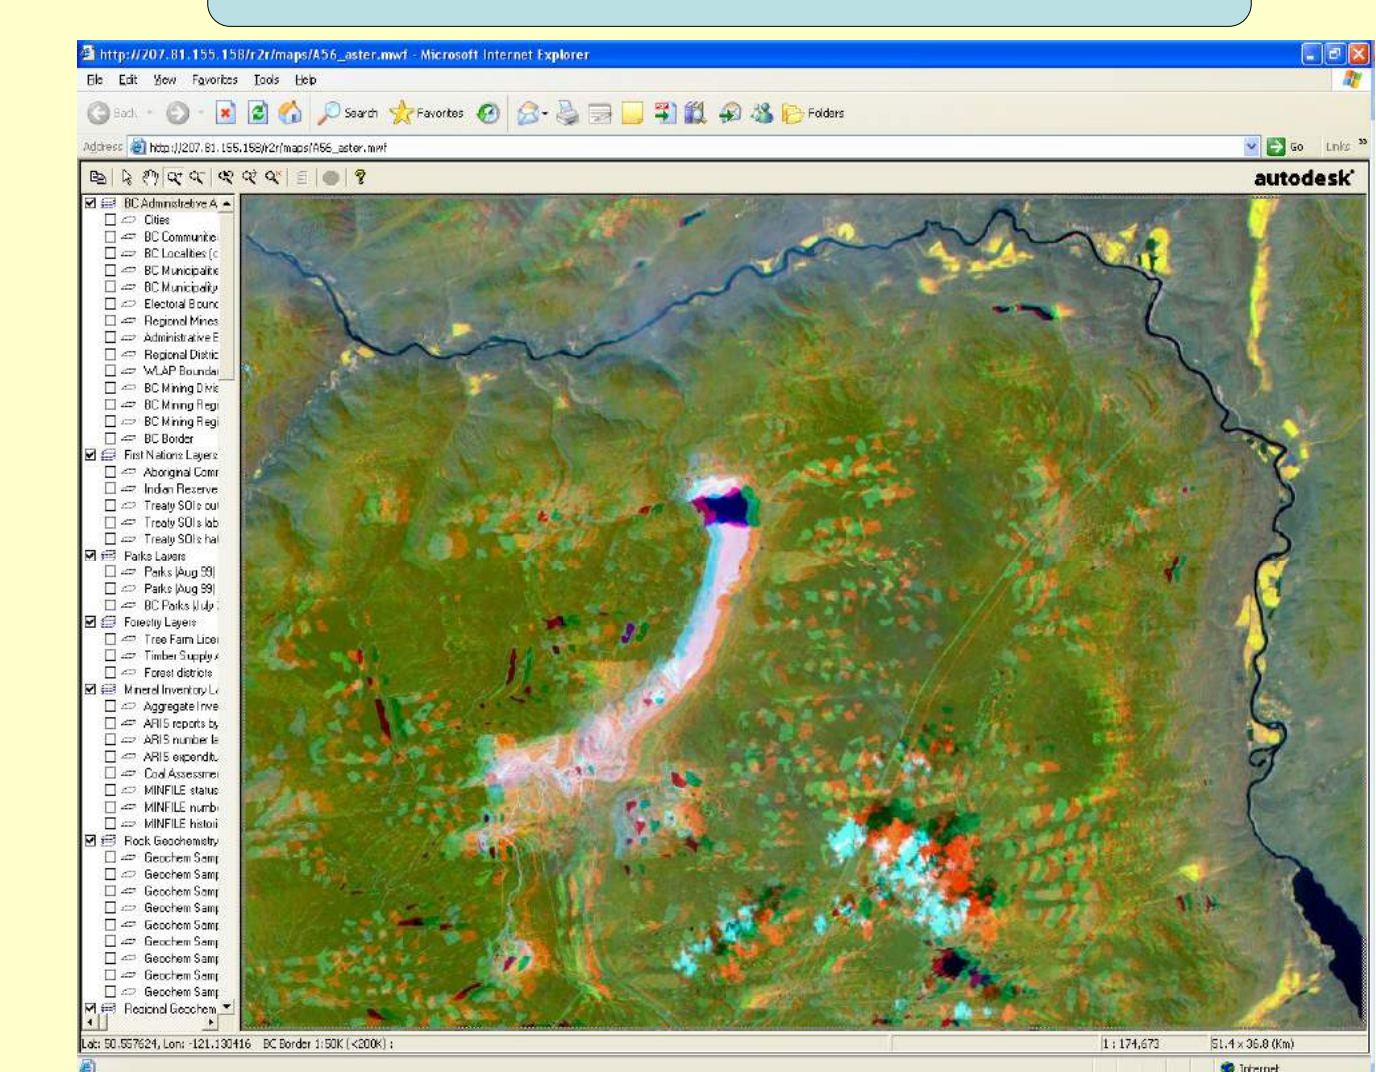 http://207.81.155.158/r2r/maps/A56_aster.mwf - Microsoft Internet Explorer
File Edit View Favorites Tools Help
Back Search Favorites Folders
Address http://207.81.155.158/r2r/maps/A56_aster.mwf Go Links »
autodesk
BC Administrative A
Cities
BC Communitie
BC Localities (c
BC Municipalitie
BC Municipality
Electoral Bounc
Regional Mines
Administrative B
Regional Distric
WLAP Boundar
BC Mining Divis
BC Mining Regi
BC Mining Regi
BC Border
First Nations Layers
Aboriginal Comr
Indian Reserve
Treaty SOIs out
Treaty SOIs lab
Treaty SOIs hat
Parks Layers
Parks (Aug 99)
Parks (Aug 99)
BC Parks (July
Forestry Layers
Tree Farm Licer
Timber Supply A
Forest districts
Mineral Inventory La
Aggregate Inve
ARIS reports by
ARIS number la
ARIS expenditu
Coal Assessmer
MINFILE status
MINFILE numb
MINFILE histori
Rock Geochemistry
Geochem Samp
Geochem Samp
Geochem Samp
Geochem Samp
Geochem Samp
Geochem Samp
Geochem Samp
Geochem Samp
Geochem Samp
Regional Geochem
Lat: 50.557624, Lon: -121.130416 BC Border 1:50K (<200K) : 1 : 174,673 51.4 x 36.8 (Km)
Internet